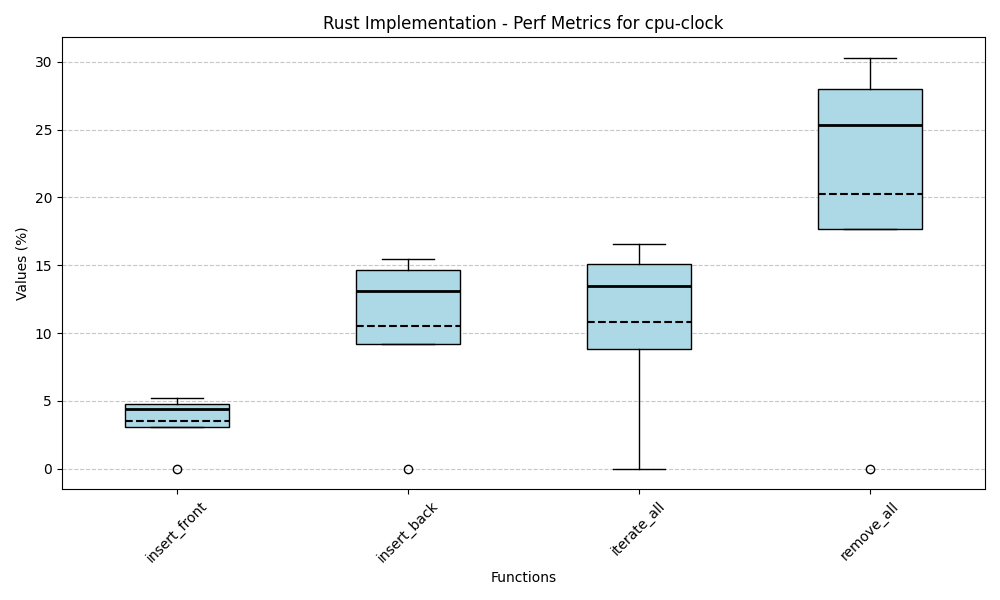 Rust Implementation - Perf Metrics for cpu-clock
Values (%)
30
25
20
15
10
5
0
insert_front
insert_back
iterate_all
remove_all
Functions